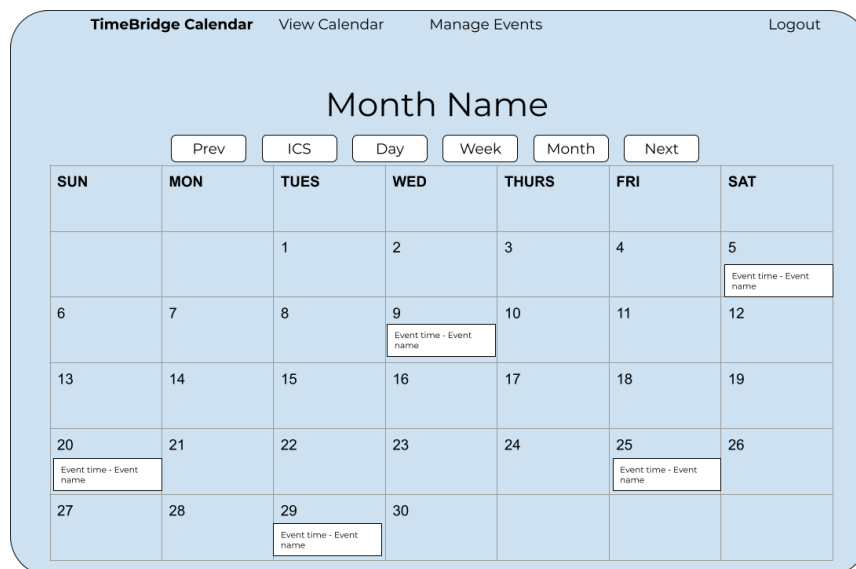 TimeBridge Calendar View Calendar Manage Events Logout
Month Name
Prev ICS Day Week Month Next
SUN MON TUES WED THURS FRI SAT
1 2 3 4 5
Event time - Event
name
6 7 8 9 10 11 12
Event time - Event
name
13 14 15 16 17 18 19
20 21 22 23 24 25 26
Event time - Event
name
Event time - Event
name
27 28 29 30
Event time - Event
name